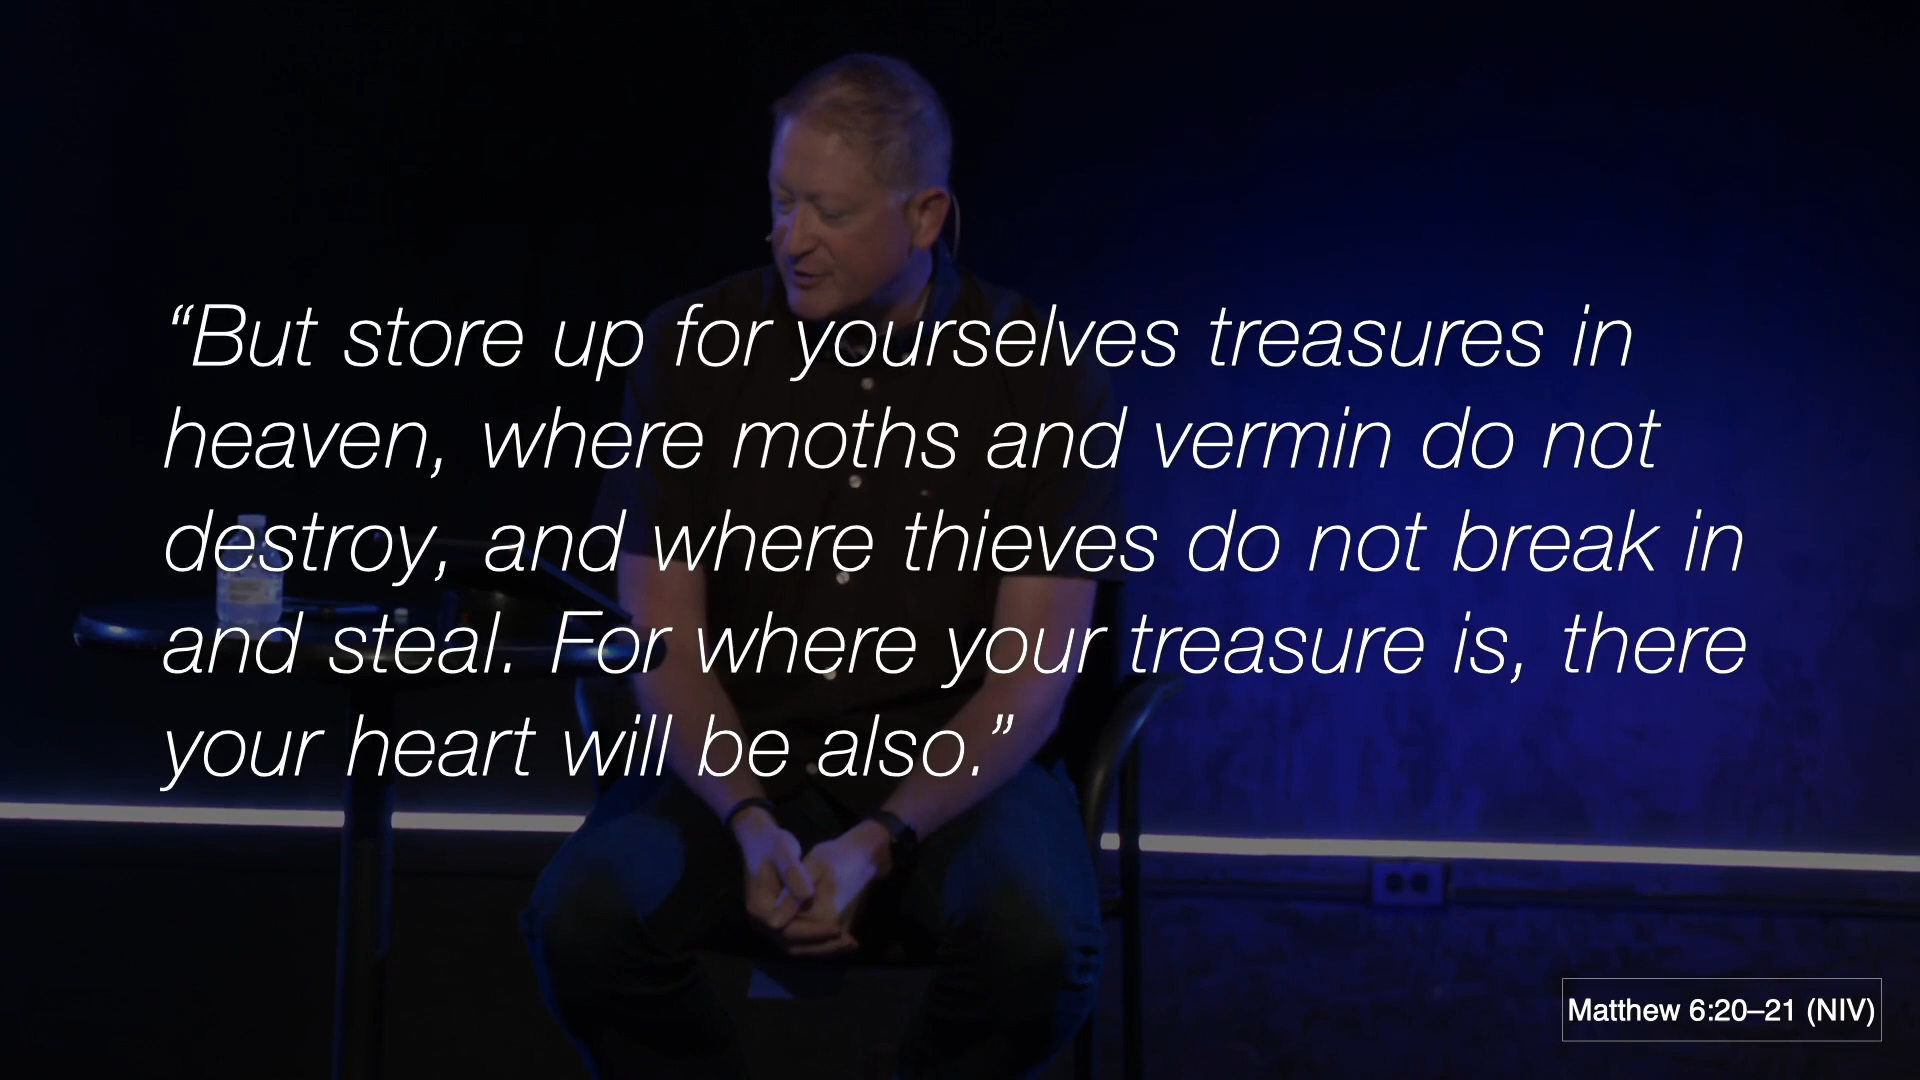 “But store up for yourselves treasures in
heaven, where moths and vermin do not
destroy, and where thieves do not break in
and steal. For where your treasure is, there
your heart will be also.”
Matthew 6:20–21 (NIV)